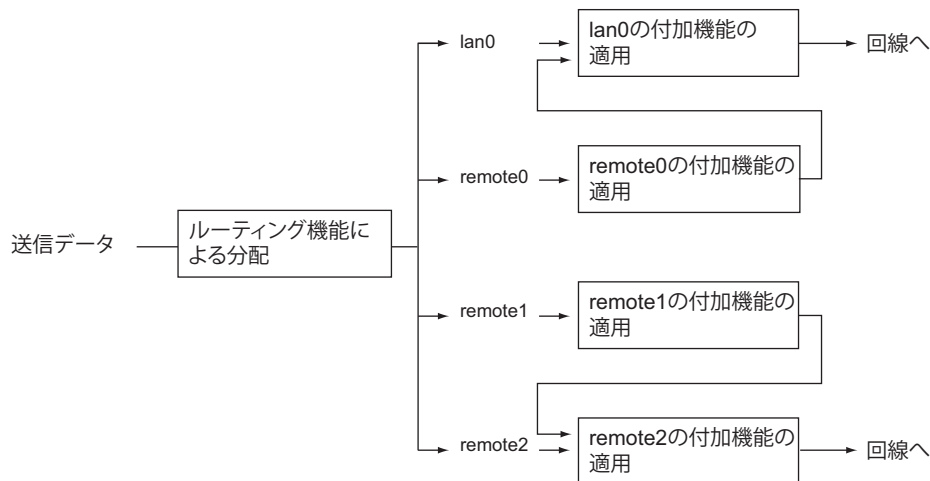 送信データ
ルーティング機能に
よる分配
lan0
lan0の付加機能の
適用
回線へ
remote0
remote0の付加機能の
適用
remote1
remote1の付加機能の
適用
remote2
remote2の付加機能の
適用
回線へ